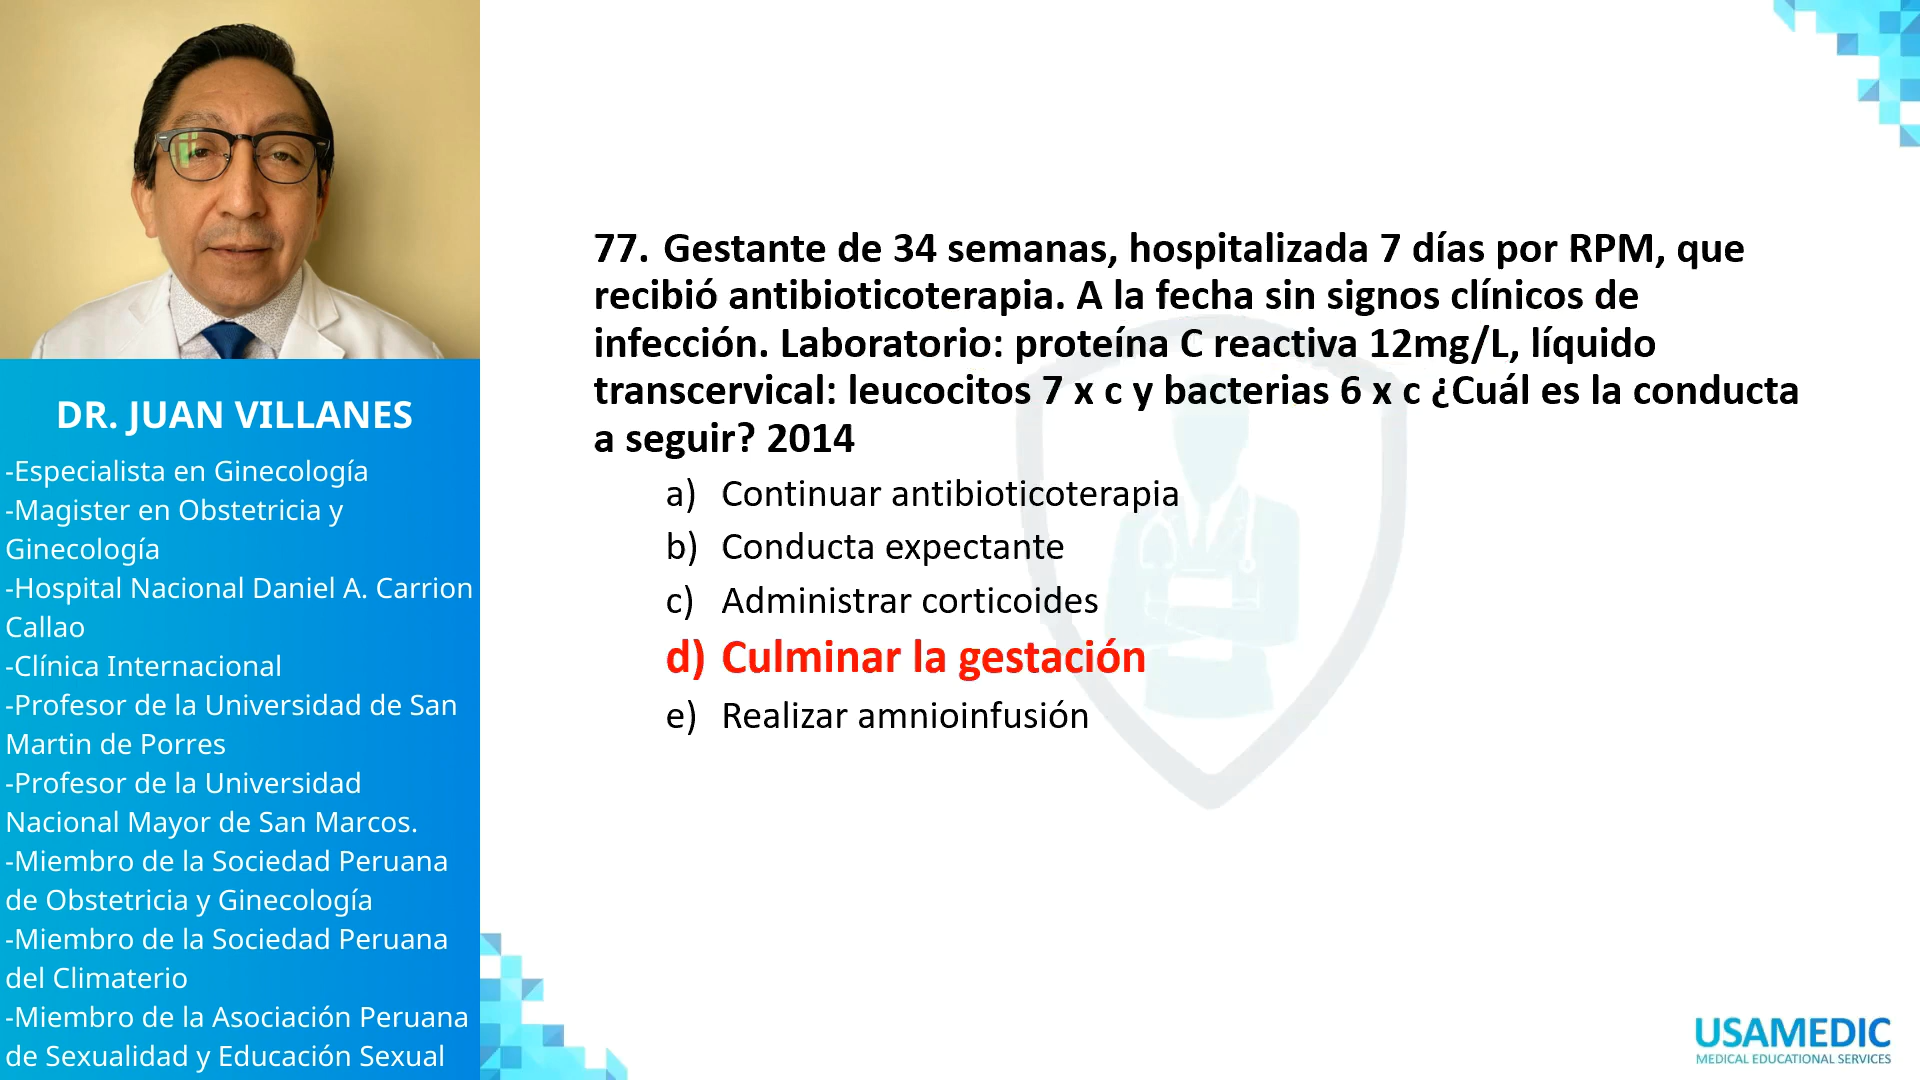 DR. JUAN VILLANES
-Especialista en Ginecología
-Magister en Obstetricia y
Ginecología
-Hospital Nacional Daniel A. Carrion
Callao
-Clínica Internacional
-Profesor de la Universidad de San
Martin de Porres
-Profesor de la Universidad
Nacional Mayor de San Marcos.
-Miembro de la Sociedad Peruana
de Obstetricia y Ginecología
-Miembro de la Sociedad Peruana
del Climaterio
-Miembro de la Asociación Peruana
de Sexualidad y Educación Sexual
77. Gestante de 34 semanas, hospitalizada 7 días por RPM, que
recibió antibioticoterapia. A la fecha sin signos clínicos de
infección. Laboratorio: proteína C reactiva 12mg/L, líquido
transcervical: leucocitos 7 x c y bacterias 6 x c ¿Cuál es la conducta
a seguir? 2014
a) Continuar antibioticoterapia
b) Conducta expectante
c) Administrar corticoides
d) Culminar la gestación
e) Realizar amnioinfusión
USAMEDIC
MEDICAL EDUCATIONAL SERVICES